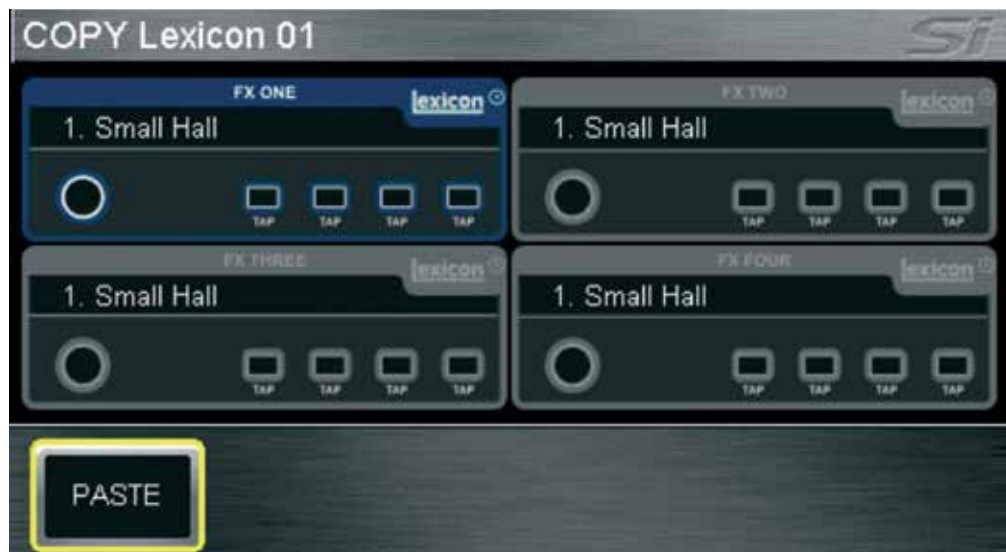 COPY Lexicon 01
Si
FX ONE
lexicon
1. Small Hall
TAP TAP TAP TAP
FX TWO
lexicon
1. Small Hall
TAP TAP TAP TAP
FX THREE
lexicon
1. Small Hall
TAP TAP TAP TAP
FX FOUR
lexicon
1. Small Hall
TAP TAP TAP TAP
PASTE